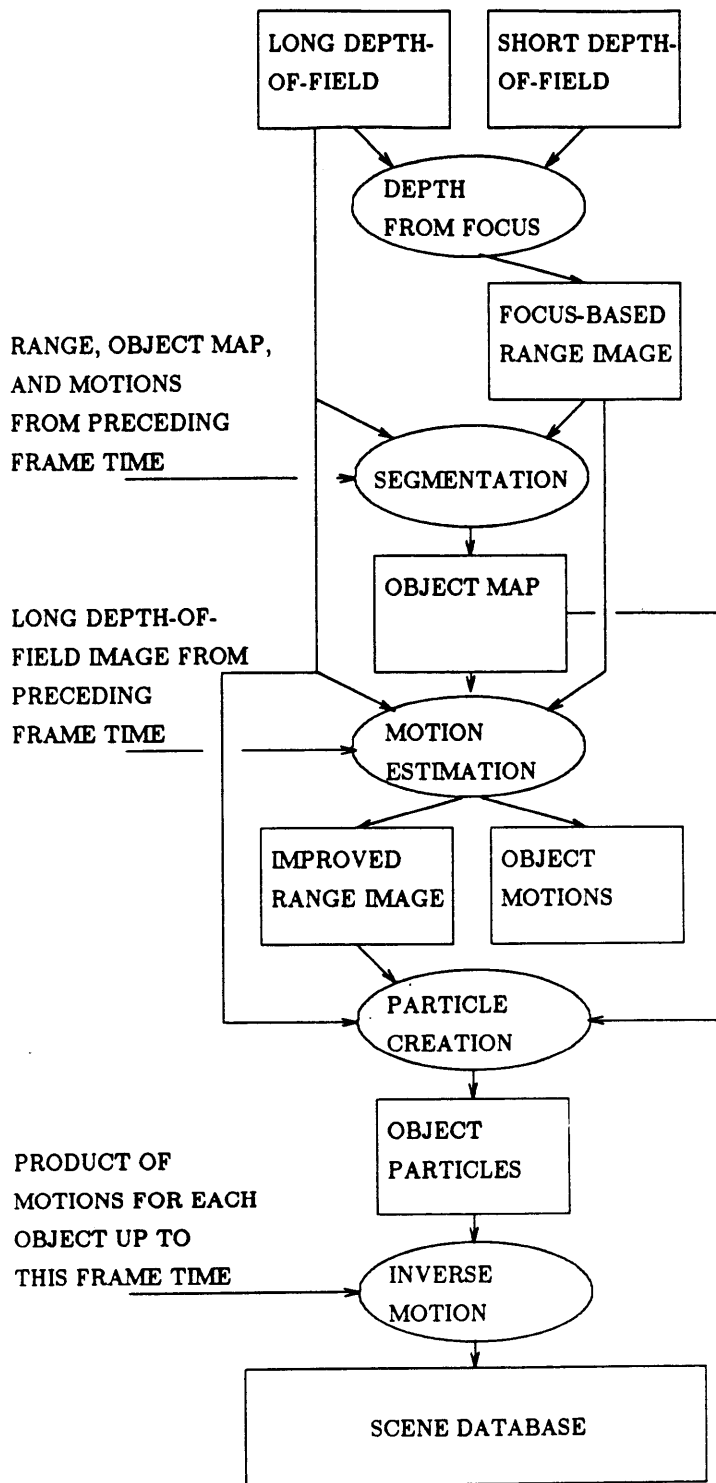 LONG DEPTH-
OF-FIELD
SHORT DEPTH-
OF-FIELD
DEPTH
FROM FOCUS
FOCUS-BASED
RANGE IMAGE
RANGE, OBJECT MAP,
AND MOTIONS
FROM PRECEDING
FRAME TIME
SEGMENTATION
OBJECT MAP
LONG DEPTH-OF-
FIELD IMAGE FROM
PRECEDING
FRAME TIME
MOTION
ESTIMATION
IMPROVED
RANGE IMAGE
OBJECT
MOTIONS
PARTICLE
CREATION
OBJECT
PARTICLES
PRODUCT OF
MOTIONS FOR EACH
OBJECT UP TO
THIS FRAME TIME
INVERSE
MOTION
SCENE DATABASE